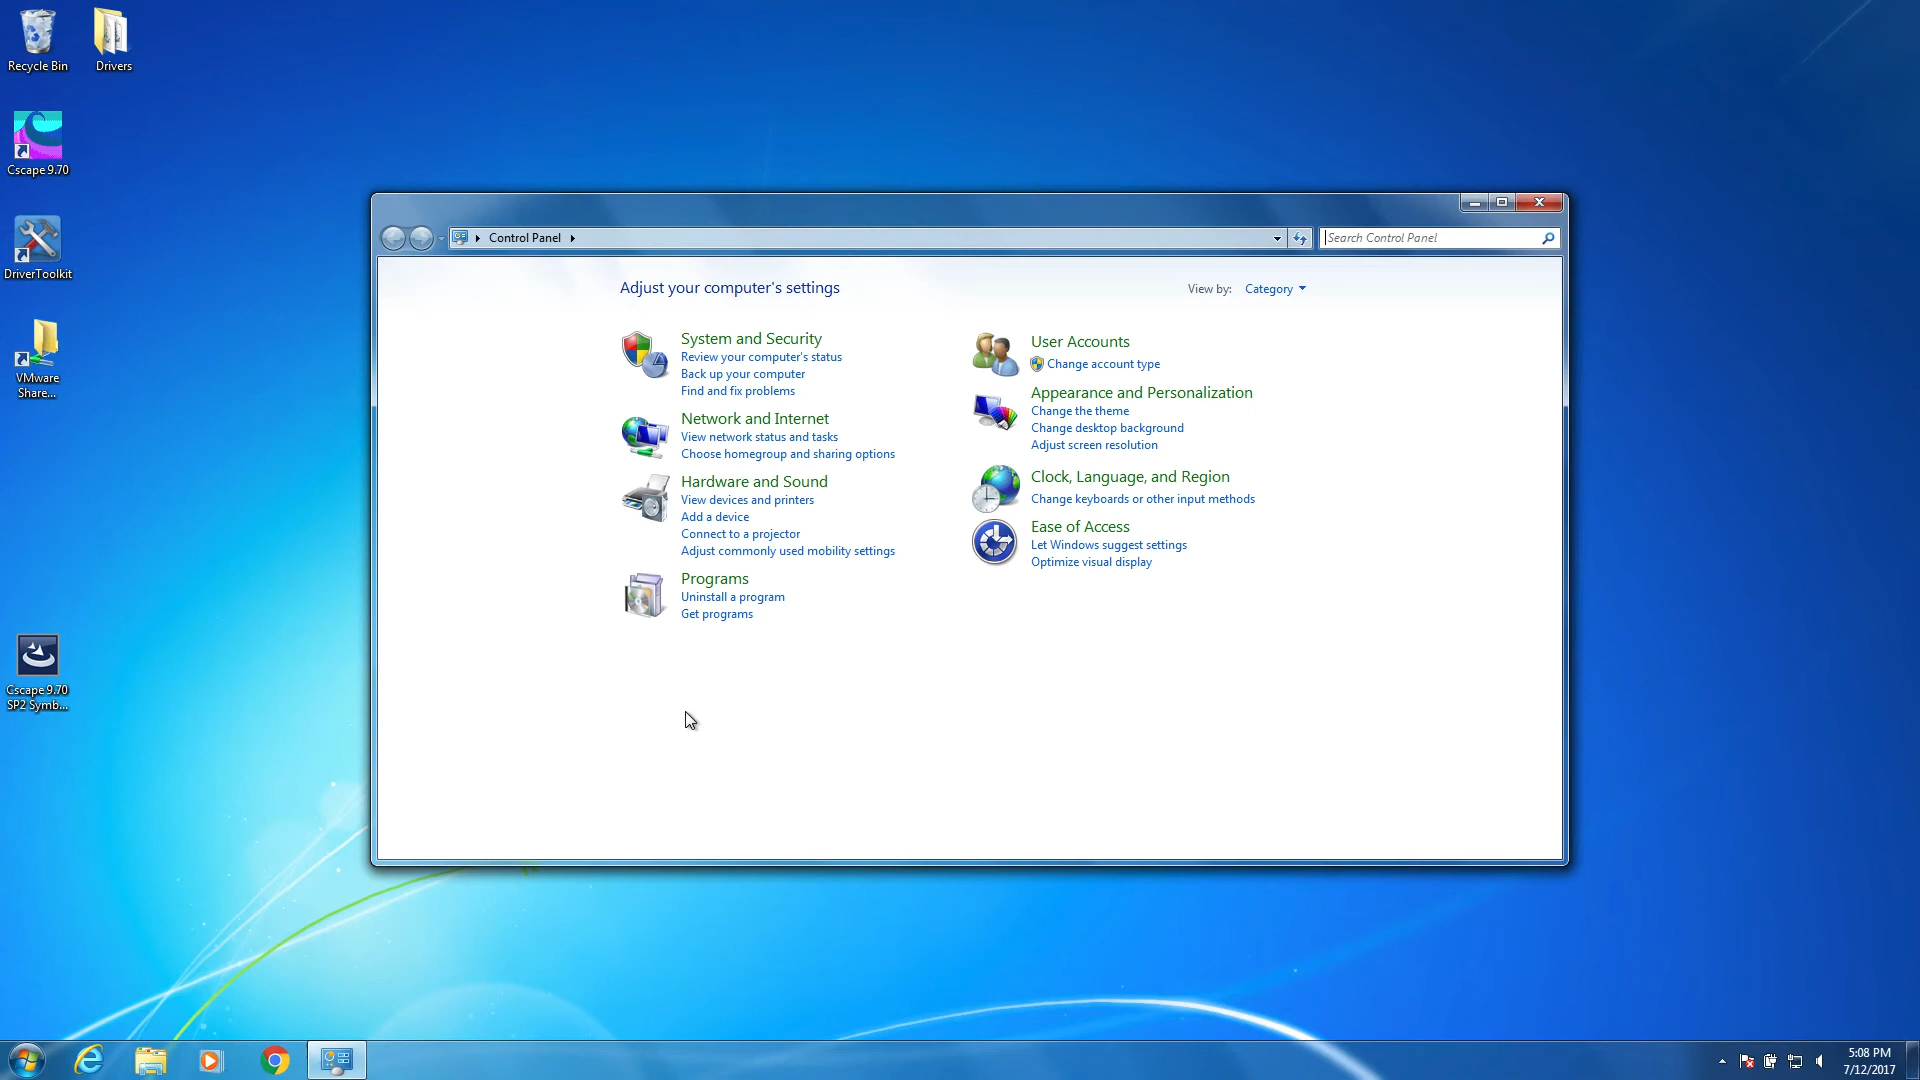 Recycle Bin
Drivers
Cscape 9.70
DriverToolkit
VMware
Share...
Cscape 9.70
SP2 Symb...
Control Panel
Search Control Panel
Adjust your computer's settings
View by: Category
System and Security
Review your computer's status
Back up your computer
Find and fix problems
Network and Internet
View network status and tasks
Choose homegroup and sharing options
Hardware and Sound
View devices and printers
Add a device
Connect to a projector
Adjust commonly used mobility settings
Programs
Uninstall a program
Get programs
User Accounts
Change account type
Appearance and Personalization
Change the theme
Change desktop background
Adjust screen resolution
Clock, Language, and Region
Change keyboards or other input methods
Ease of Access
Let Windows suggest settings
Optimize visual display
5:08 PM
7/12/2017